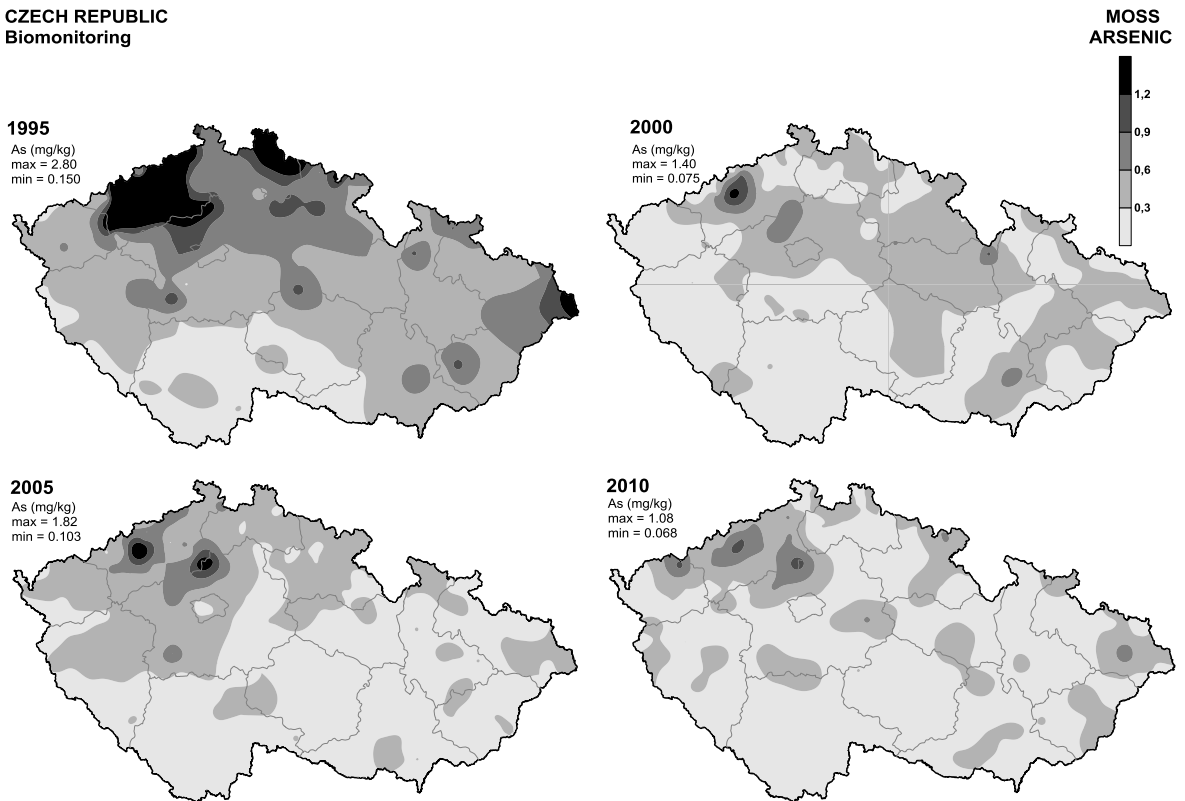 CZECH REPUBLIC
Biomonitoring
MOSS
ARSENIC
1,2
0,9
0,6
0,3
1995
As (mg/kg)
max = 2.80
min = 0.150
2000
As (mg/kg)
max = 1.40
min = 0.075
2005
As (mg/kg)
max = 1.82
min = 0.103
2010
As (mg/kg)
max = 1.08
min = 0.068